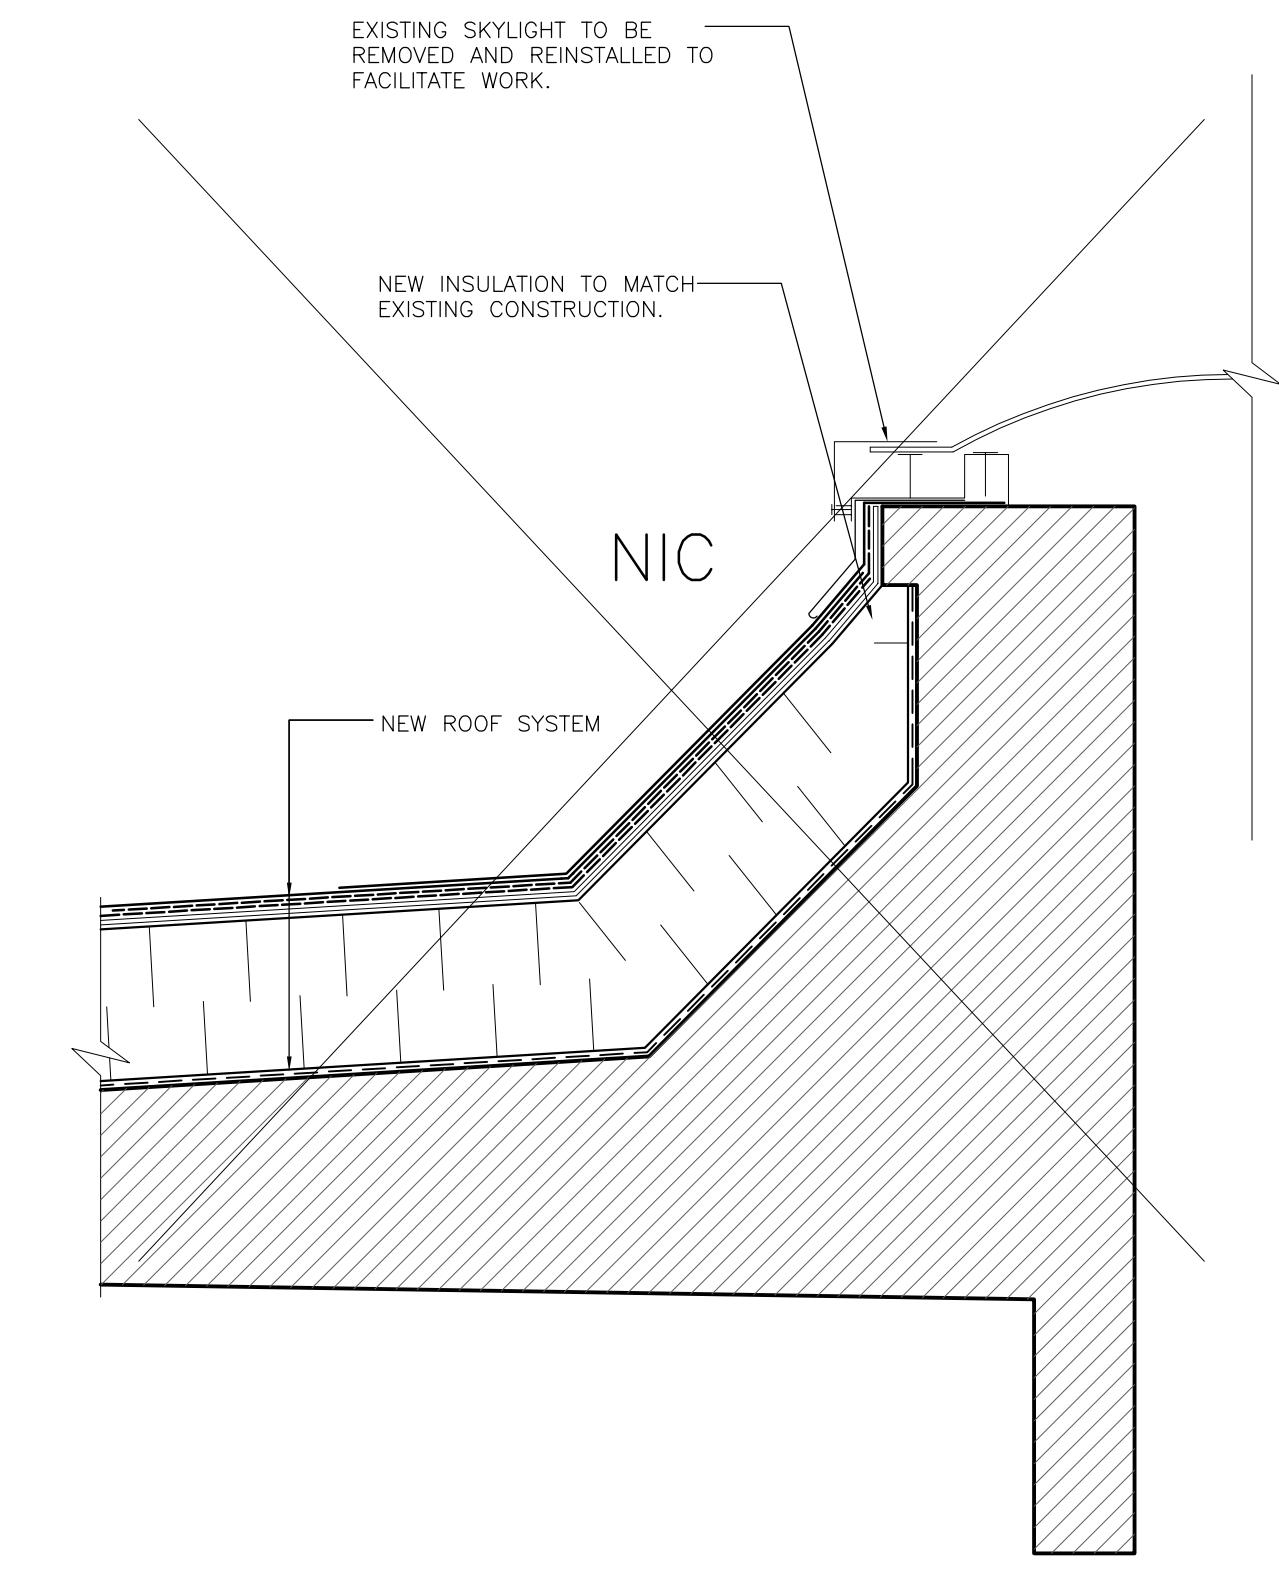 EXISTING SKYLIGHT TO BE
REMOVED AND REINSTALLED TO
FACILITATE WORK.
NEW INSULATION TO MATCH
EXISTING CONSTRUCTION.
NIC
NEW ROOF SYSTEM